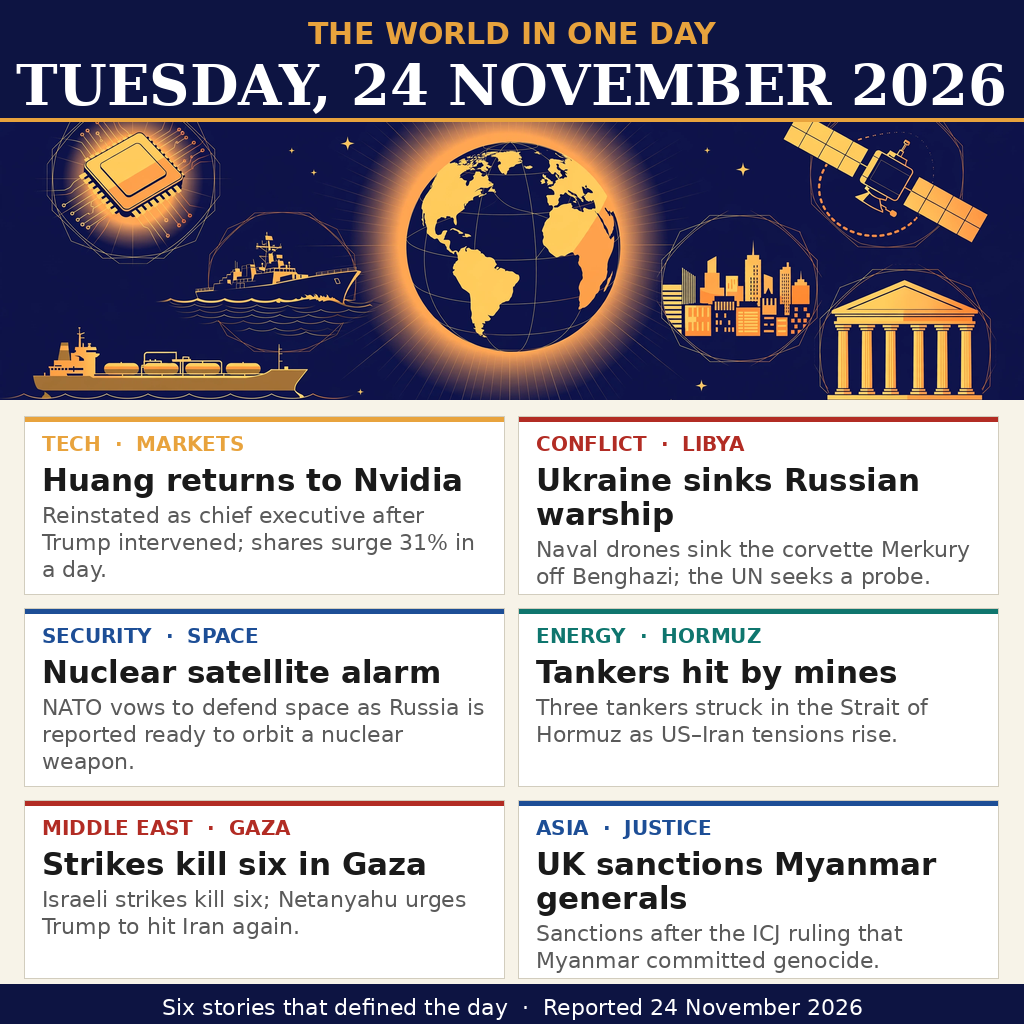 THE WORLD IN ONE DAY
TUESDAY, 24 NOVEMBER 2026
TECH · MARKETS
Huang returns to Nvidia
Reinstated as chief executive after
Trump intervened; shares surge 31% in
a day.
CONFLICT · LIBYA
Ukraine sinks Russian
warship
Naval drones sink the corvette Merkury
off Benghazi; the UN seeks a probe.
SECURITY · SPACE
Nuclear satellite alarm
NATO vows to defend space as Russia is
reported ready to orbit a nuclear
weapon.
ENERGY · HORMUZ
Tankers hit by mines
Three tankers struck in the Strait of
Hormuz as US–Iran tensions rise.
MIDDLE EAST · GAZA
Strikes kill six in Gaza
Israeli strikes kill six; Netanyahu urges
Trump to hit Iran again.
ASIA · JUSTICE
UK sanctions Myanmar
generals
Sanctions after the ICJ ruling that
Myanmar committed genocide.
Six stories that defined the day · Reported 24 November 2026